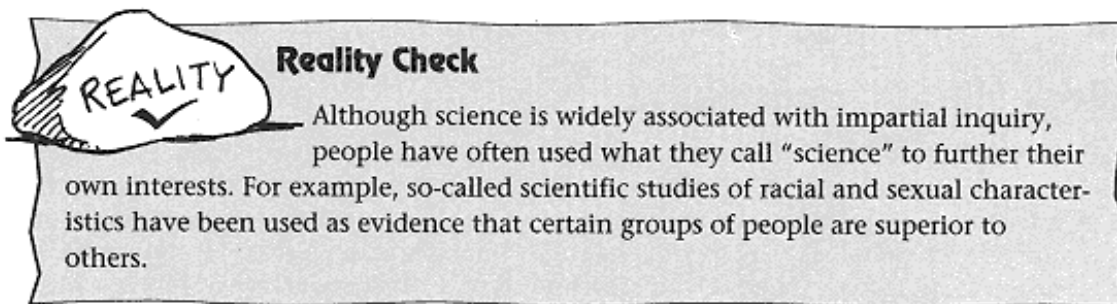 REALITY
Reality Check
Although science is widely associated with impartial inquiry,
people have often used what they call “science” to further their
own interests. For example, so-called scientific studies of racial and sexual character-
istics have been used as evidence that certain groups of people are superior to
others.